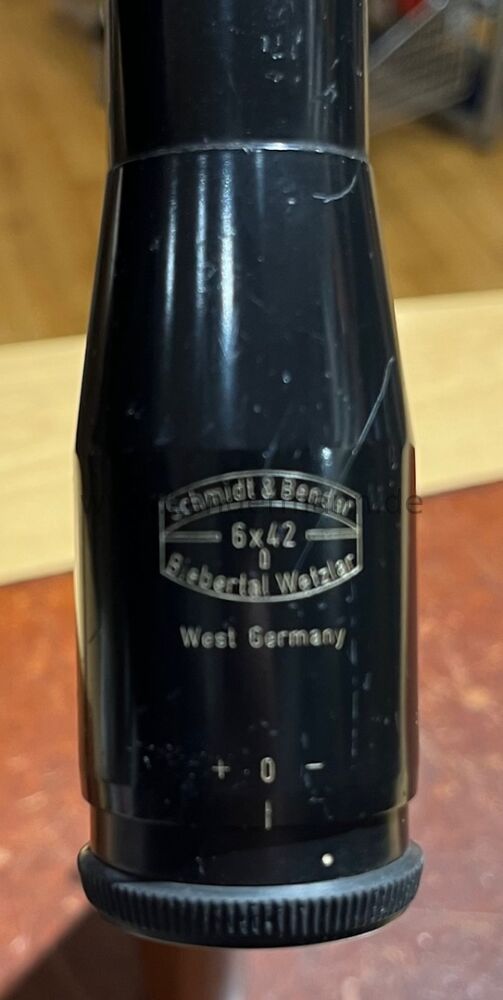 Schmidt & Bender
6x42
0
Biebertal Wetzlar
West Germany
+ 0 -